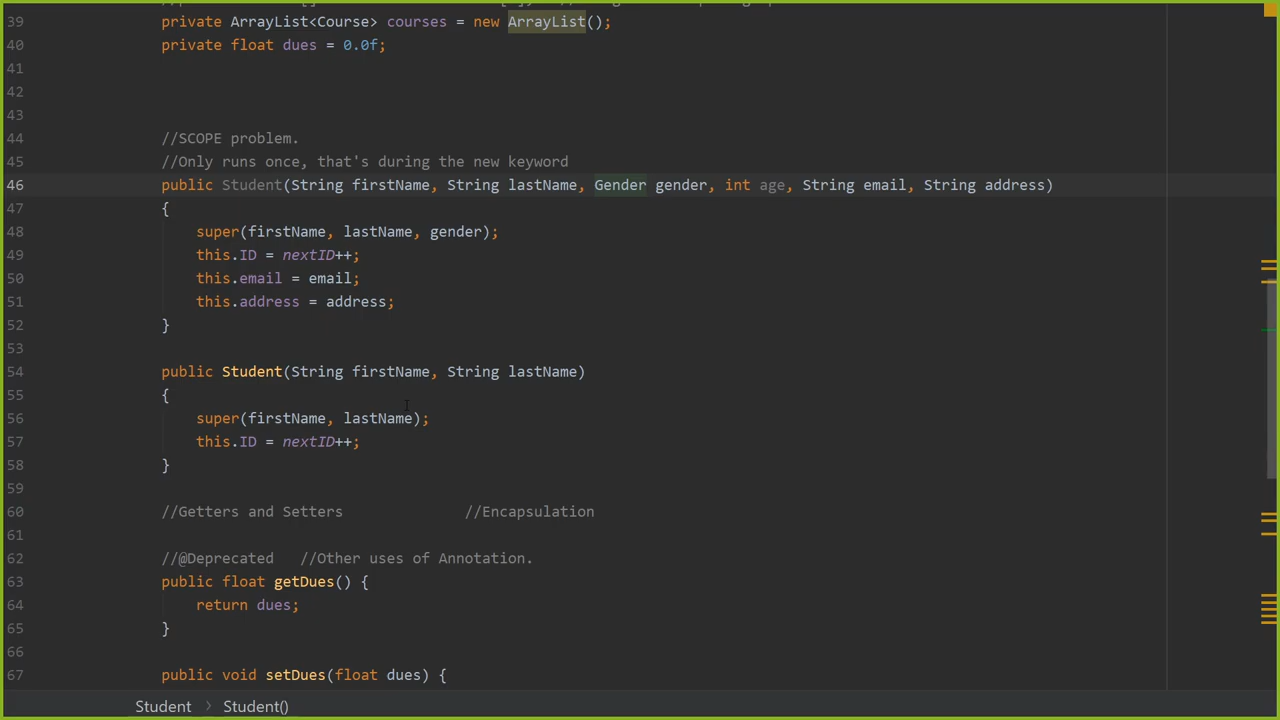 39 private ArrayList<Course> courses = new ArrayList();
40 private float dues = 0.0f;
41
42
43
44 //SCOPE problem.
45 //Only runs once, that's during the new keyword
46 public Student(String firstName, String lastName, Gender gender, int age, String email, String address)
47 {
48 super(firstName, lastName, gender);
49 this.ID = nextID++;
50 this.email = email;
51 this.address = address;
52 }
53
54 public Student(String firstName, String lastName)
55 {
56 super(firstName, lastName);
57 this.ID = nextID++;
58 }
59
60 //Getters and Setters //Encapsulation
61
62 //@Deprecated //Other uses of Annotation.
63 public float getDues() {
64 return dues;
65 }
66
67 public void setDues(float dues) {
Student > Student()